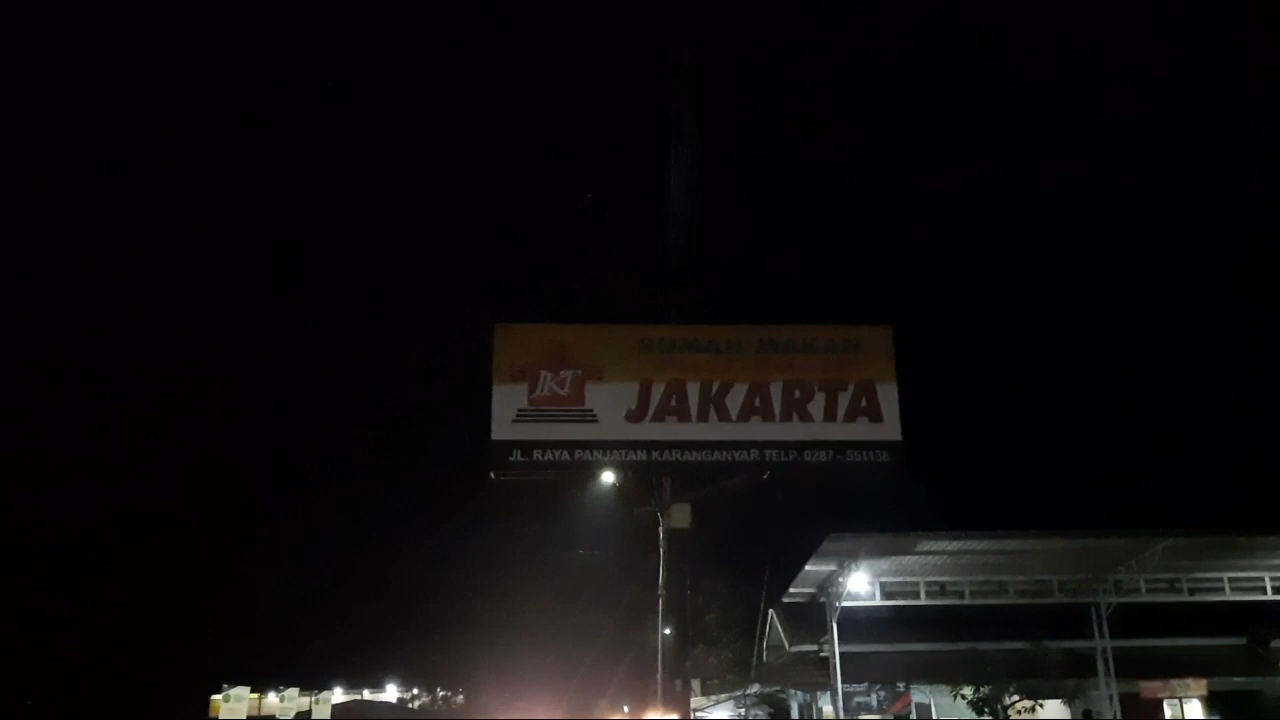 RUMAH MAKAN
JKT
JAKARTA
JL. RAYA PANJATAN KARANGANYAR TELP. 0287 - 551138